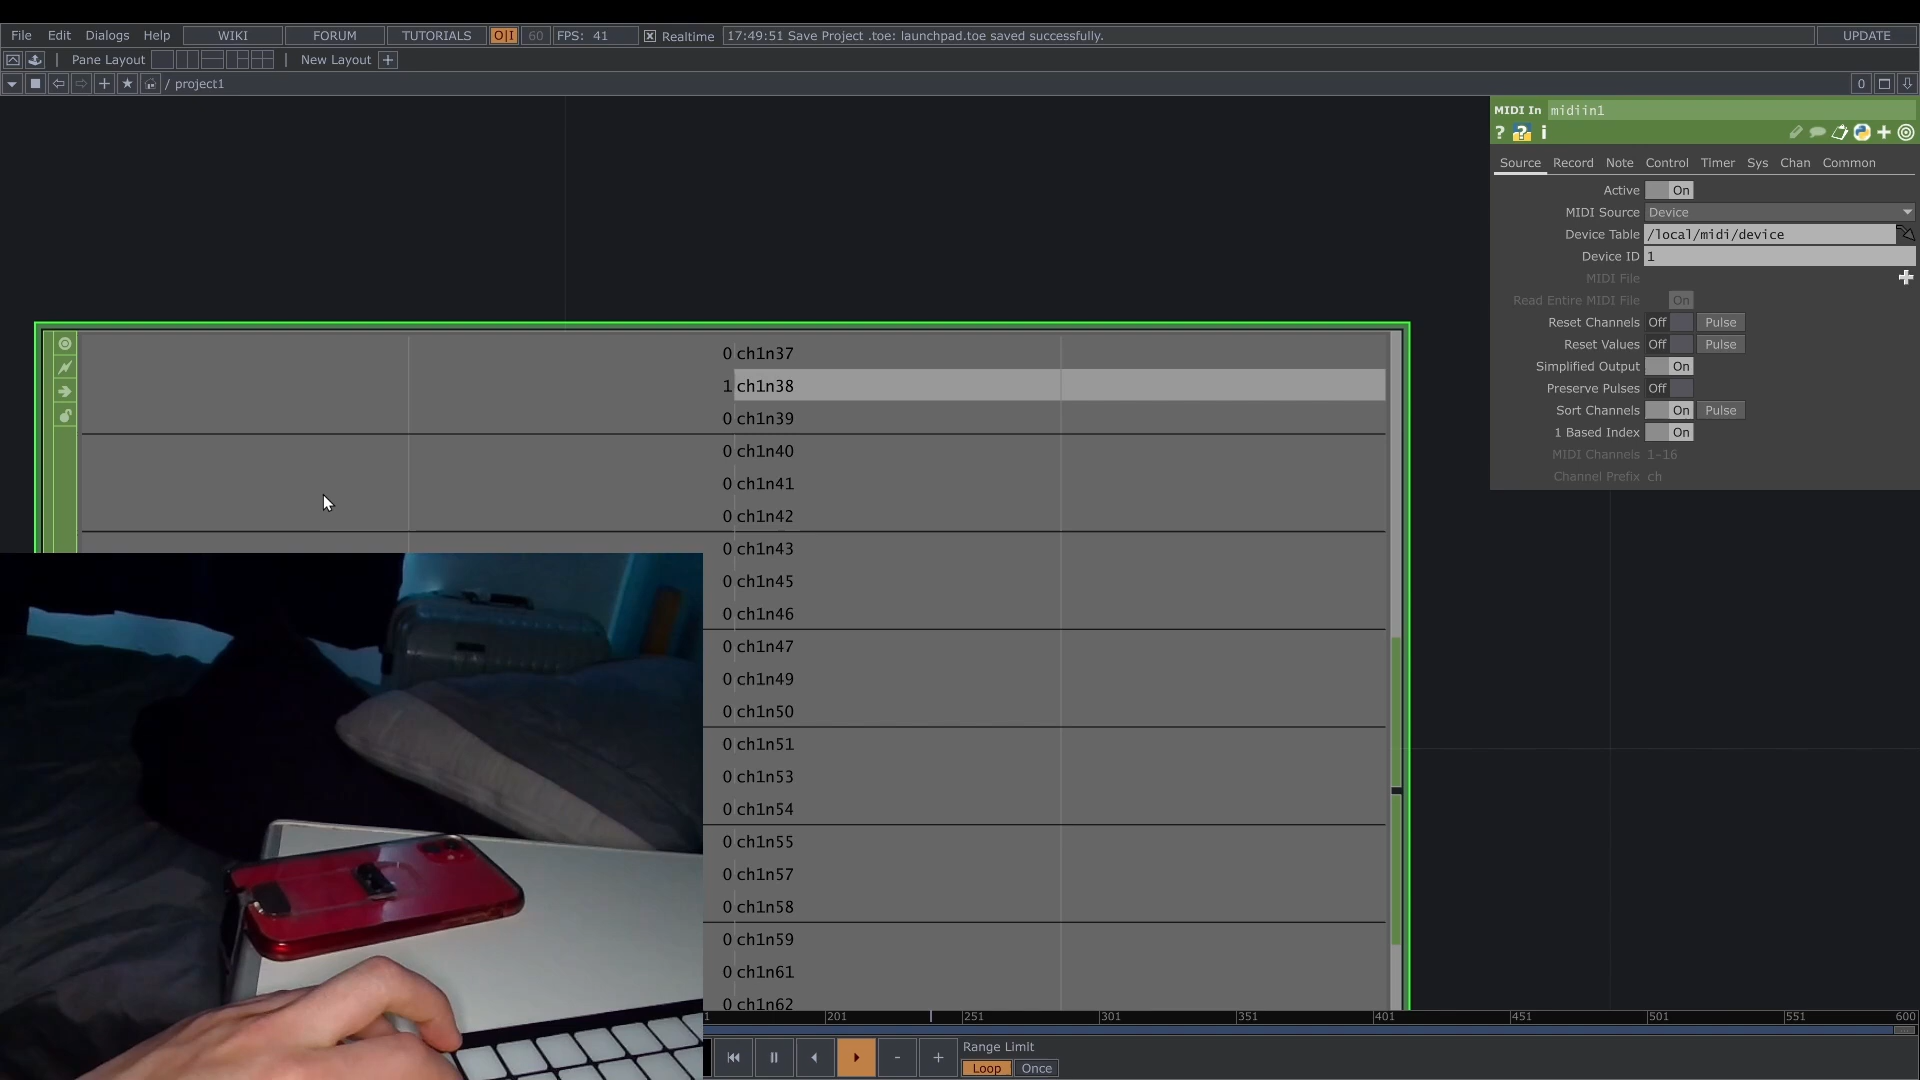 File Edit Dialogs Help WIKI FORUM TUTORIALS O|I 60 FPS: 41 Realtime 17:49:51 Save Project .toe: launchpad.toe saved successfully. UPDATE
Pane Layout New Layout +
/ project1 0
MIDI In midiin1
? ? i
Source Record Note Control Timer Sys Chan Common
Active On
MIDI Source Device
Device Table /local/midi/device
Device ID 1
MIDI File
Read Entire MIDI File On
Reset Channels Off Pulse
Reset Values Off Pulse
Simplified Output On
Preserve Pulses Off
Sort Channels On Pulse
1 Based Index On
MIDI Channels 1-16
Channel Prefix ch
0 ch1n37
1 ch1n38
0 ch1n39
0 ch1n40
0 ch1n41
0 ch1n42
0 ch1n43
0 ch1n45
0 ch1n46
0 ch1n47
0 ch1n49
0 ch1n50
0 ch1n51
0 ch1n53
0 ch1n54
0 ch1n55
0 ch1n57
0 ch1n58
0 ch1n59
0 ch1n61
0 ch1n62
201 251 301 351 401 451 501 551 600
Range Limit
Loop Once